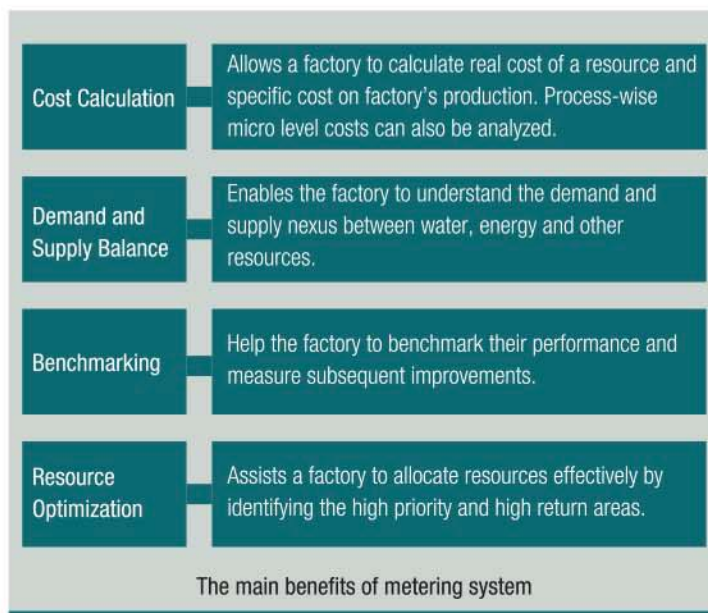 Cost Calculation
Allows a factory to calculate real cost of a resource and
specific cost on factory's production. Process-wise
micro level costs can also be analyzed.
Demand and
Supply Balance
Enables the factory to understand the demand and
supply nexus between water, energy and other
resources.
Benchmarking
Help the factory to benchmark their performance and
measure subsequent improvements.
Resource
Optimization
Assists a factory to allocate resources effectively by
identifying the high priority and high return areas.
The main benefits of metering system